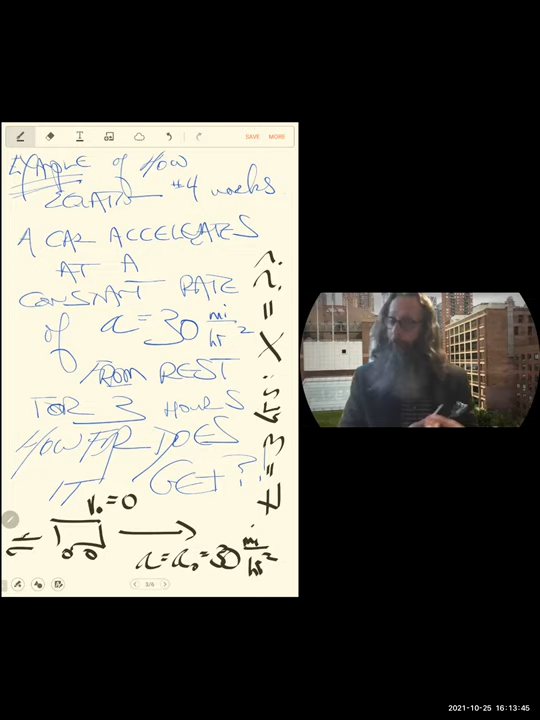 SAVE MORE
EXAMPLE of HOW
EQUATION #4 works
A CAR ACCELERATES
AT A
CONSTANT RATE
of a = 30 mi/hr²
FROM REST
FOR 3 HOURS
HOW FAR DOES
IT GET?
t = 3 hrs: X = ?
V₀ = 0
a = a₀ = 30 mi/hr²
3/6
2021-10-25 16:13:45